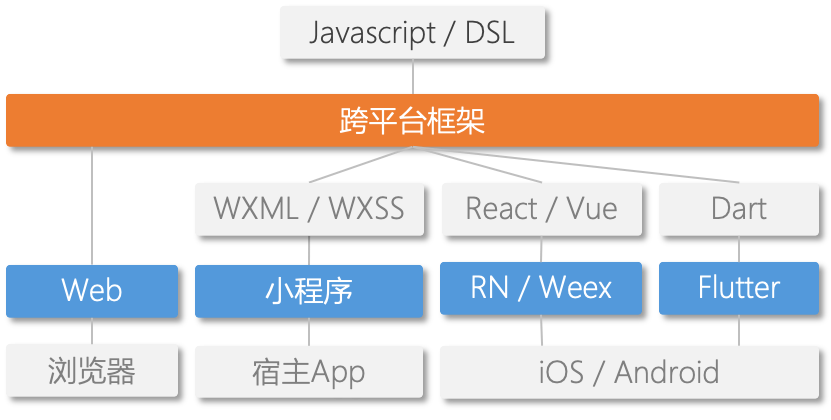 Javascript / DSL
跨平台框架
WXML / WXSS
React / Vue
Dart
Web
小程序
RN / Weex
Flutter
浏览器
宿主App
iOS / Android